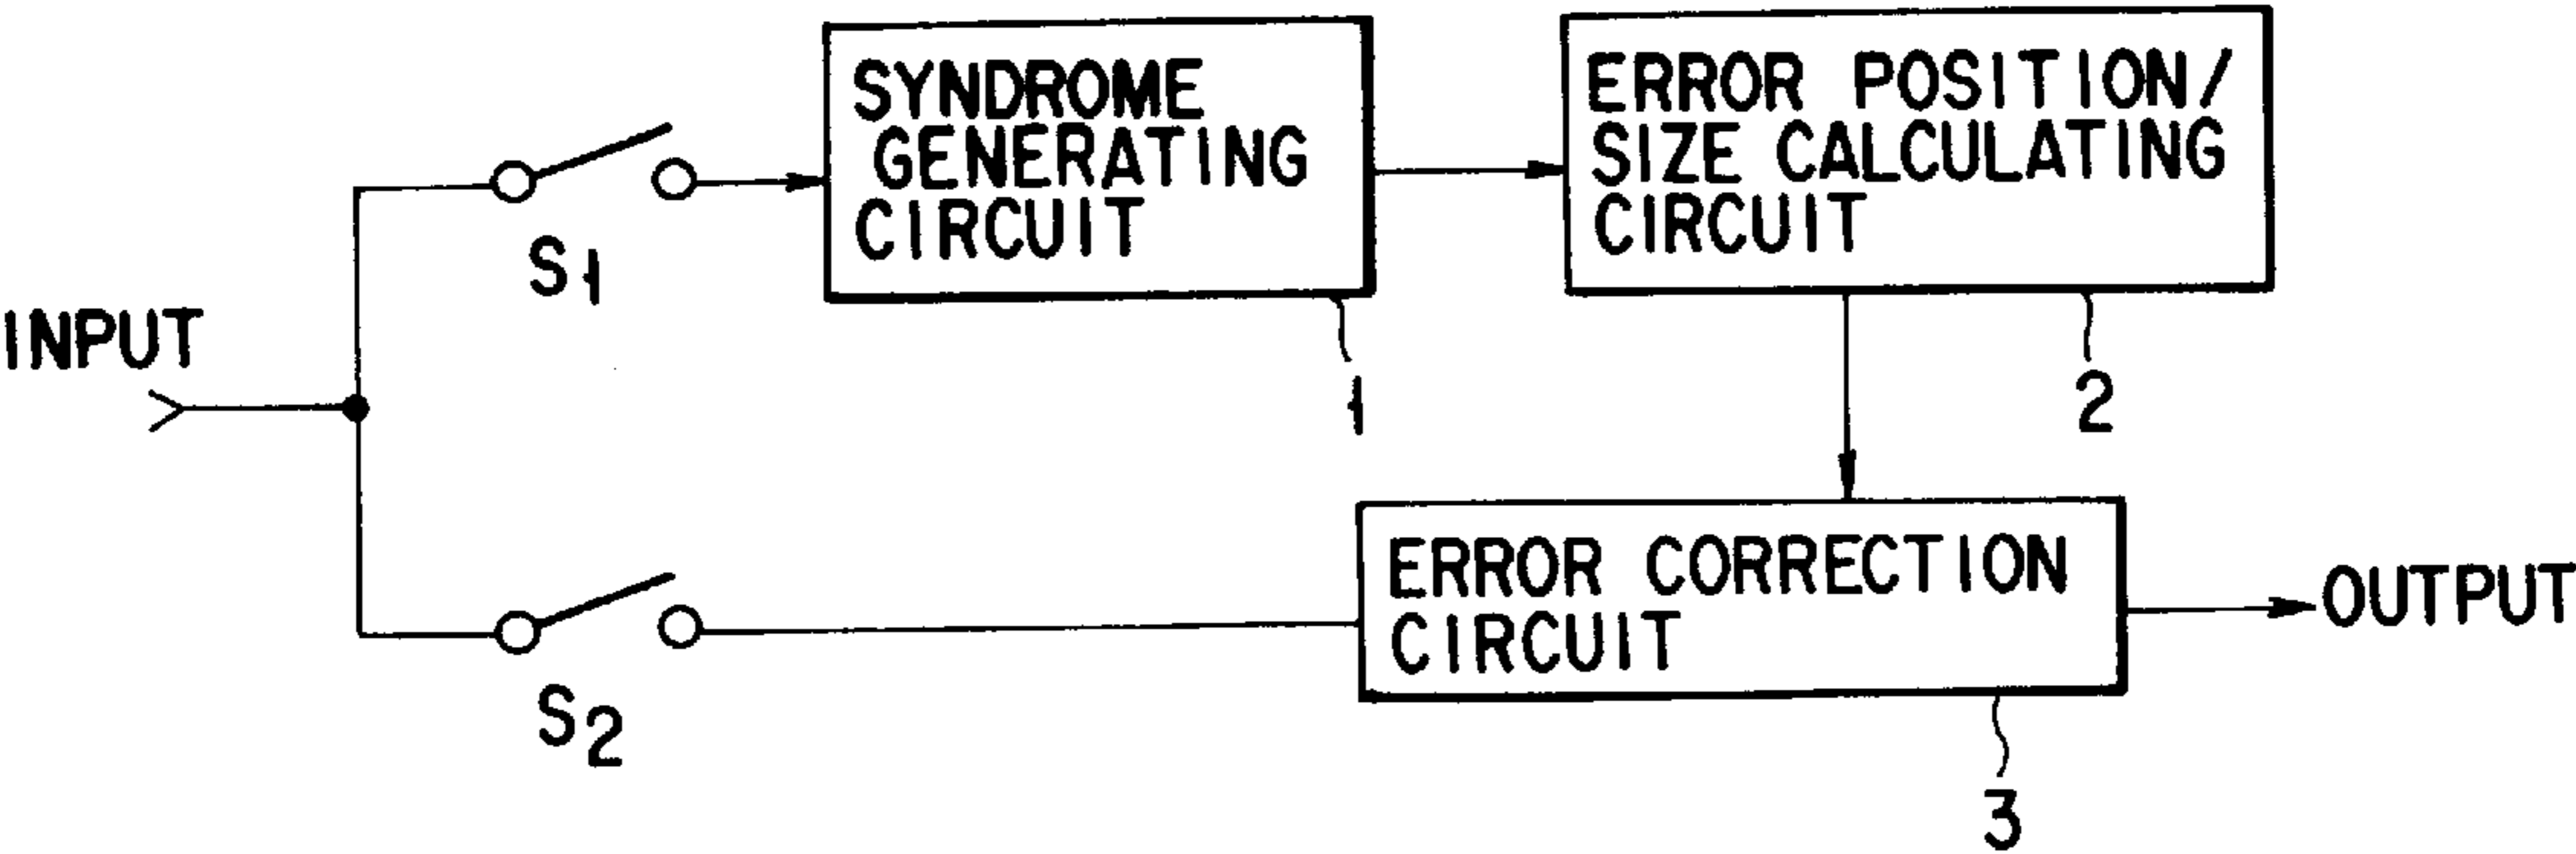 SYNDROME
GENERATING
CIRCUIT
ERROR POSITION/
SIZE CALCULATING
CIRCUIT
S1
INPUT
1
2
ERROR CORRECTION
CIRCUIT
OUTPUT
S2
3